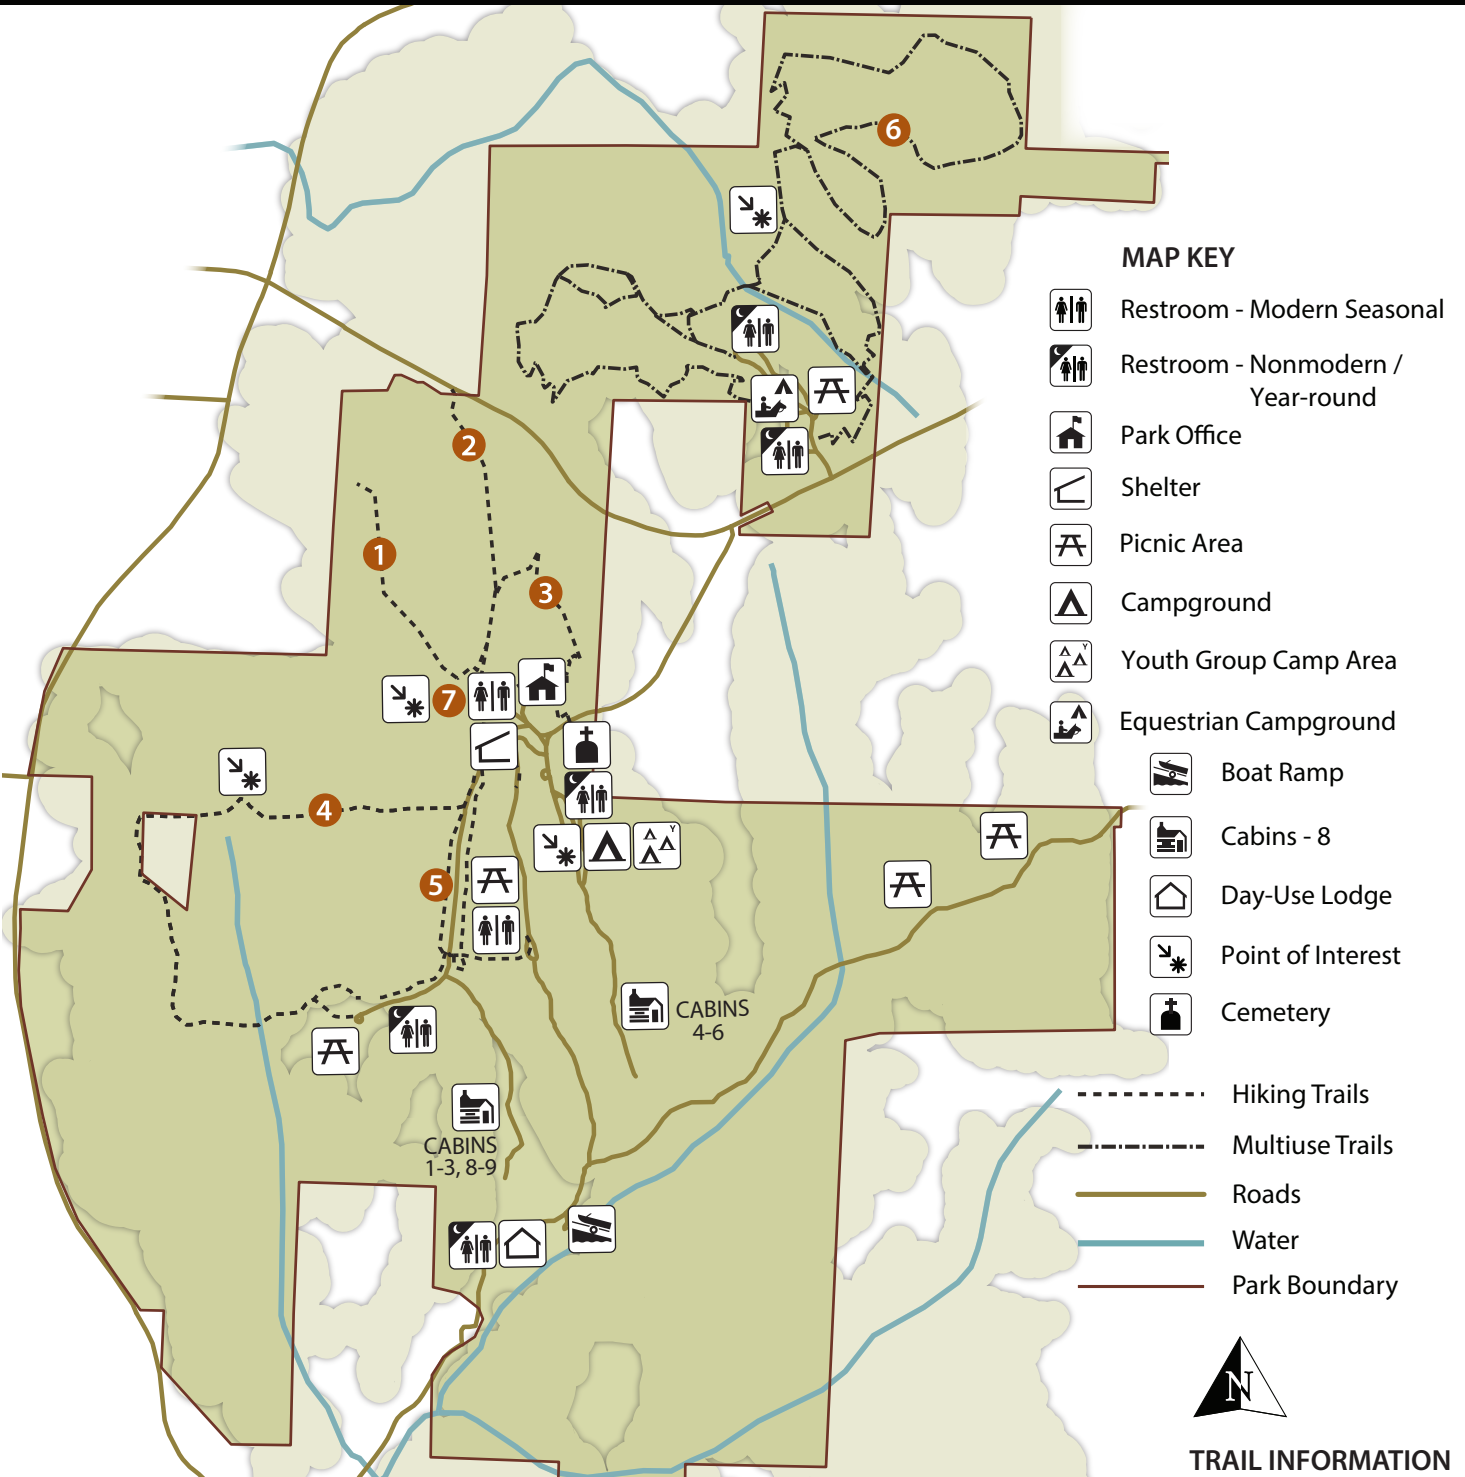 6
MAP KEY
Restroom - Modern Seasonal
Restroom - Nonmodern /
Year-round
2
Park Office
Shelter
1
Picnic Area
3
Campground
Y
Youth Group Camp Area
7
Equestrian Campground
Boat Ramp
4
Y
Cabins - 8
5
Day-Use Lodge
Point of Interest
CABINS
4-6
Cemetery
Hiking Trails
CABINS
1-3, 8-9
Multiuse Trails
Roads
Water
Park Boundary
N
TRAIL INFORMATION